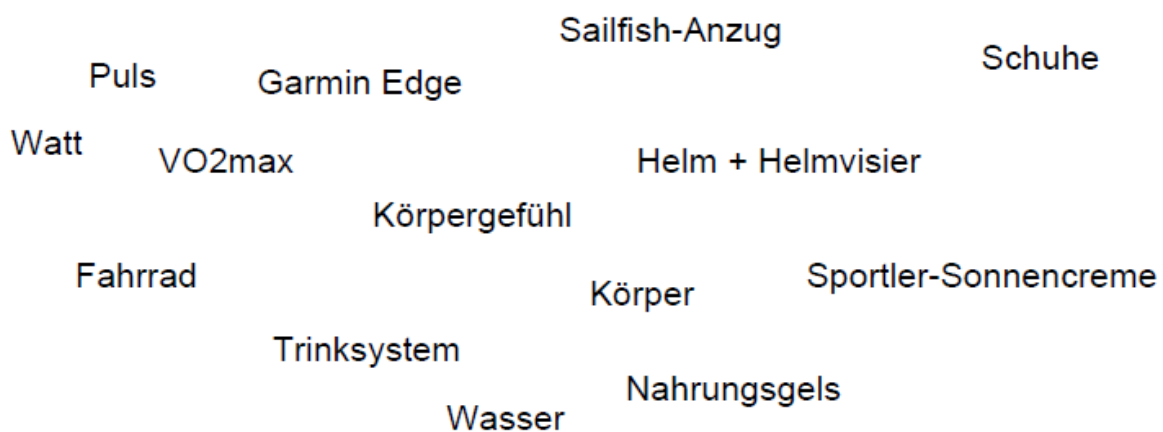 Sailfish-Anzug
Schuhe
Puls
Garmin Edge
Watt
VO2max
Helm + Helmvisier
Körpergefühl
Fahrrad
Körper
Sportler-Sonnencreme
Trinksystem
Nahrungsgels
Wasser